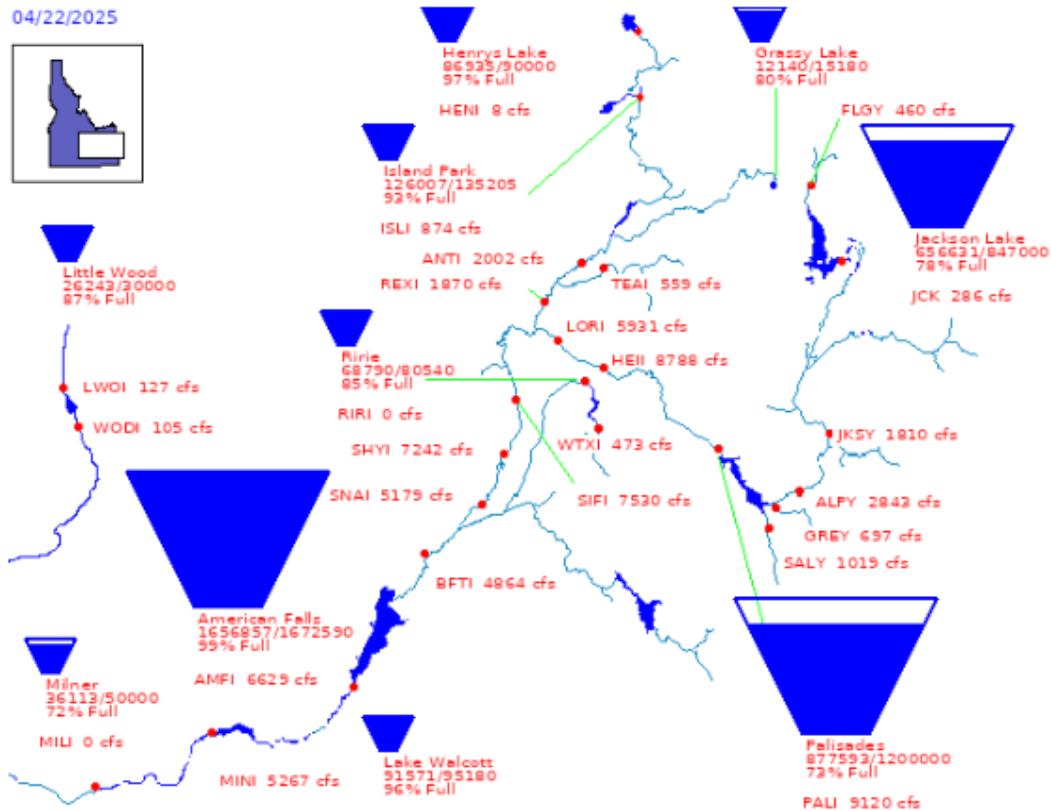 04/22/2025
Henrys Lake
86935/90000
97% Full
HENI 8 cfs
Grassy Lake
12140/15180
80% Full
FLGY 460 cfs
Island Park
126007/135205
93% Full
ISLI 874 cfs
Jackson Lake
656631/847000
78% Full
JCK 286 cfs
Little Wood
26243/30000
87% Full
ANTI 2002 cfs
REXI 1870 cfs
TEAI 559 cfs
LORI 5931 cfs
HEII 8788 cfs
Ririe
68790/80540
85% Full
RIRI 0 cfs
LWOI 127 cfs
WODI 105 cfs
SHYI 7242 cfs
WTXI 473 cfs
JKSY 1810 cfs
SNAI 5179 cfs
SIFI 7530 cfs
ALPY 2843 cfs
GREY 697 cfs
SALY 1019 cfs
BFTI 4864 cfs
American Falls
1656857/1672590
99% Full
AMFI 6629 cfs
Milner
36113/50000
72% Full
MILI 0 cfs
MINI 5267 cfs
Lake Walcott
91571/95180
96% Full
Palisades
877593/1200000
73% Full
PALI 9120 cfs